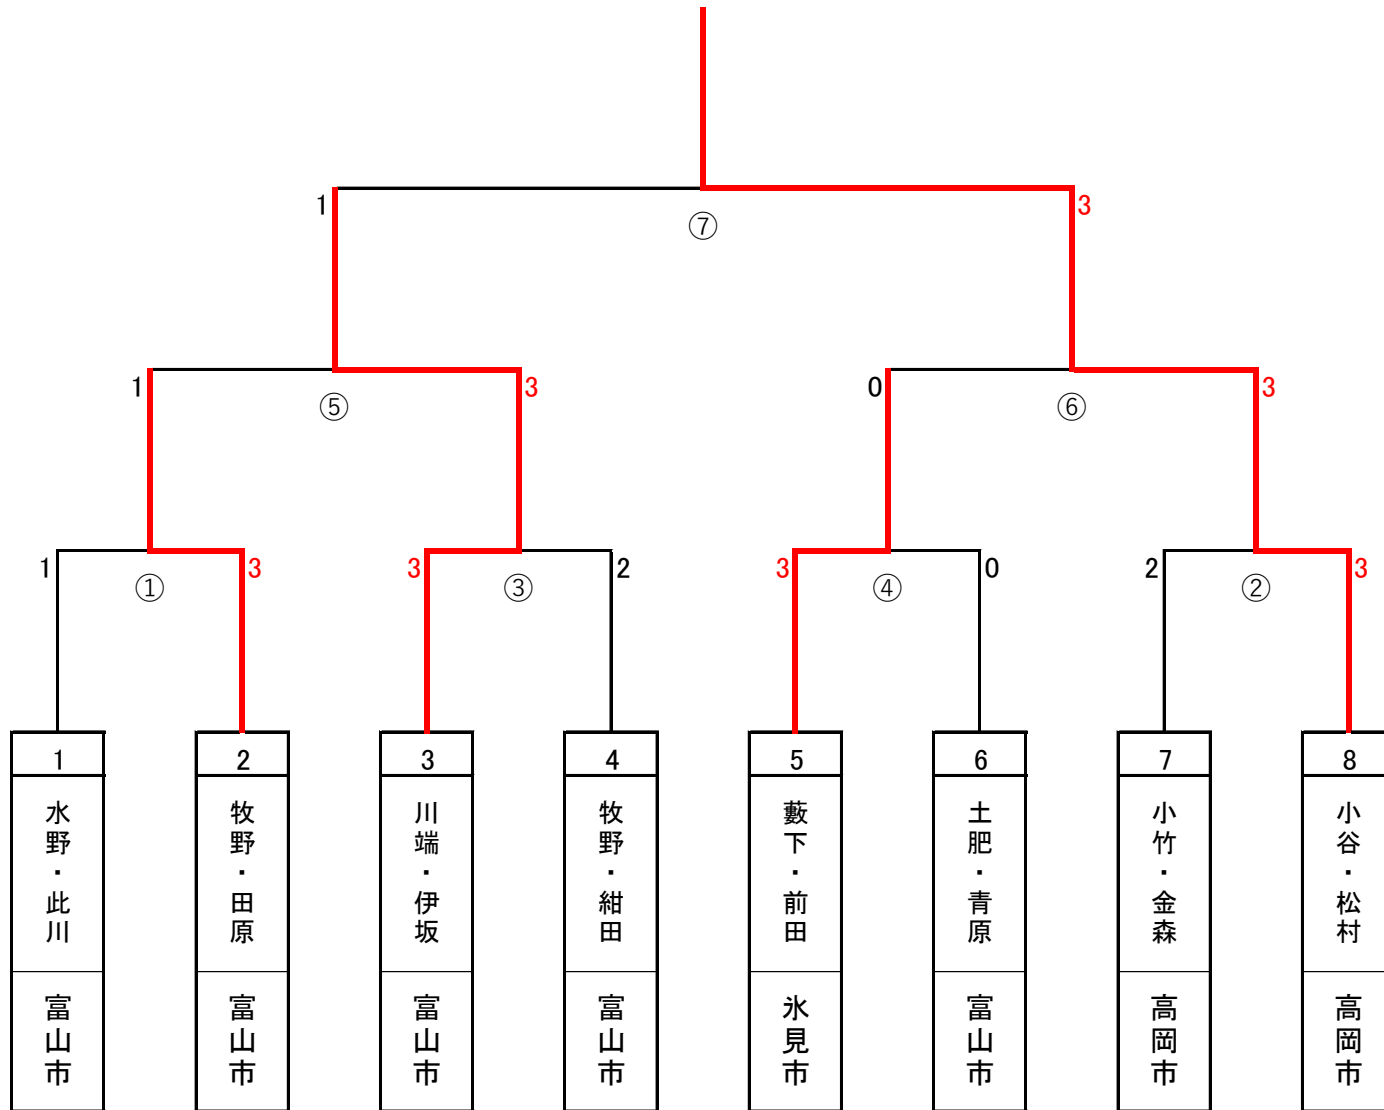 1 3
⑦
1 3 0 3
⑤ ⑥
1 3 3 2 3 0 2 3
① ③ ④ ②
1 2 3 4 5 6 7 8
水野・此川
牧野・田原
川端・伊坂
牧野・紺田
藪下・前田
土肥・青原
小竹・金森
小谷・松村
富山市
富山市
富山市
富山市
氷見市
富山市
高岡市
高岡市